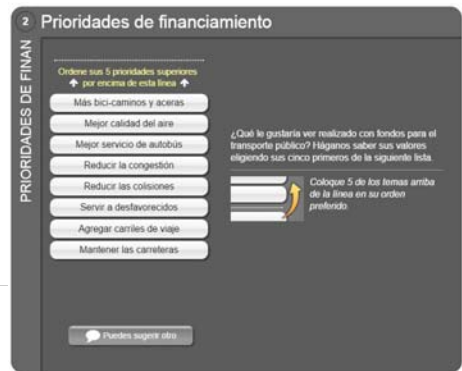 2 Prioridades de financiamiento
PRIORIDADES DE FINAN
Ordene sus 5 prioridades superiores
por encima de esta línea
Más bici-caminos y aceras
Mejor calidad del aire
Mejor servicio de autobús
Reducir la congestión
Reducir las colisiones
Servir a desfavorecidos
Agregar carriles de viaje
Mantener las carreteras
Puedes sugerir otro
¿Qué le gustaría ver realizado con fondos para el
transporte público? Háganos saber sus valores
eligiendo sus cinco primeros de la siguiente lista.
Coloque 5 de los temas arriba
de la línea en su orden
preferido.